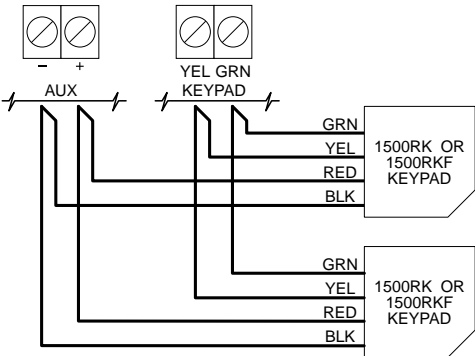 − +
YEL GRN
AUX
KEYPAD
GRN
YEL
RED
BLK
1500RK OR
1500RKF
KEYPAD
GRN
YEL
RED
BLK
1500RK OR
1500RKF
KEYPAD